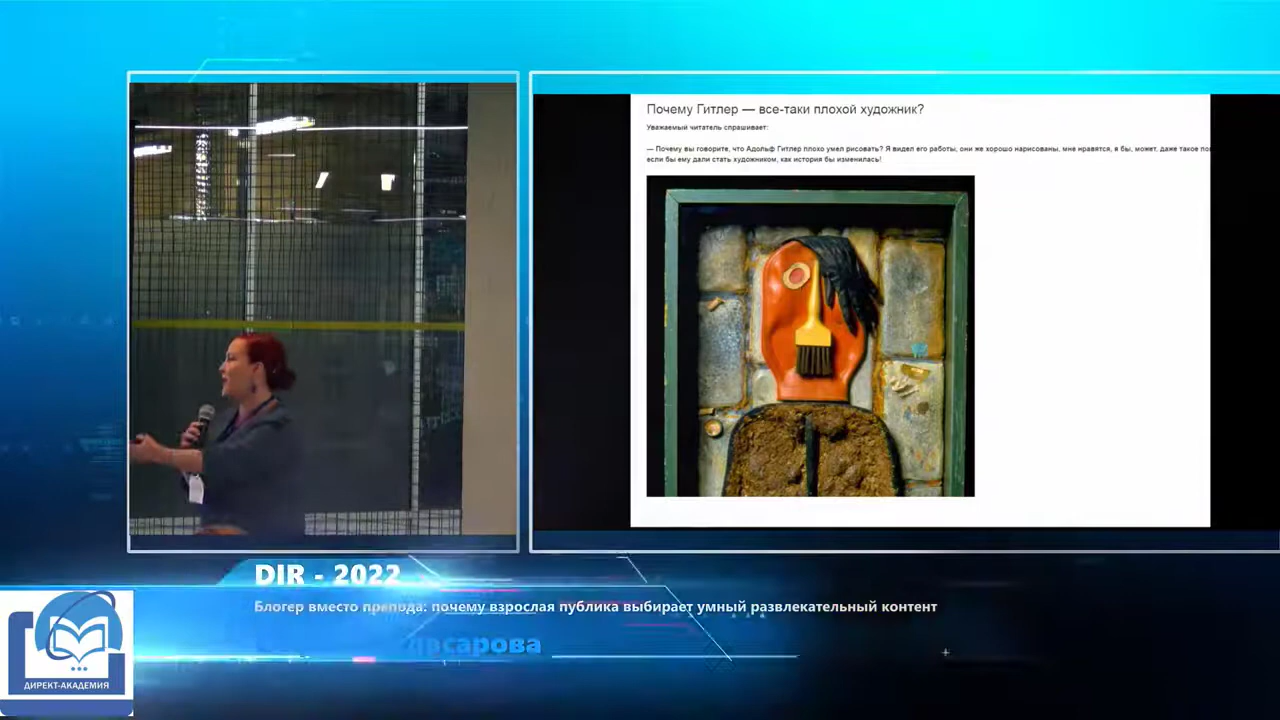 Почему Гитлер — все-таки плохой художник?
Уважаемый читатель спрашивает:
— Почему вы говорите, что Адольф Гитлер плохо умел рисовать? Я видел его работы, они же хорошо нарисованы, мне нравятся, я бы, может, даже такое
если бы ему дали стать художником, как история бы изменилась!
DIR - 2022
Блогер вместо препода: почему взрослая публика выбирает умный развлекательный контент
ДИРЕКТ-АКАДЕМИЯ